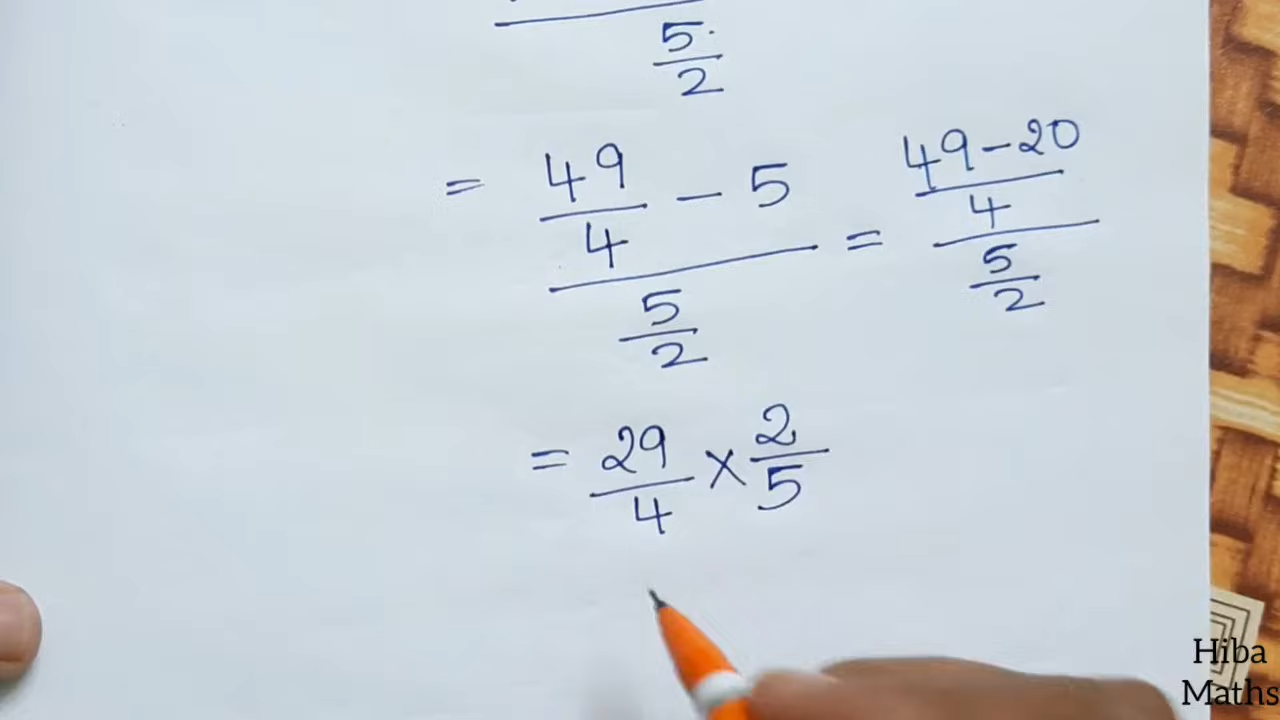 5/2
= (49/4 - 5)/(5/2) = ((49-20)/4)/(5/2)
= 29/4 × 2/5
Hiba
Maths